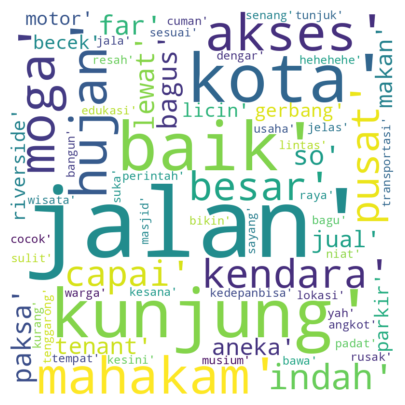 motor'
cuman'
senang'
tunjuk'
far'
akses'
sesuai'
jala'
becek'
resah'
dengar'
hehehehe'
moga'
hujan'
lewat'
bagus'
kota'
makan'
edukasi'
licin'
gerbang'
usaha'
jelas'
riverside'
bangun'
baik'
pusat'
lintas'
transportasi'
suka'
perintah'
so'
wisata'
masjid'
besar'
raya'
jalan'
bikin'
bagu'
cocok'
sayang'
niat'
jual'
sulit'
capai'
kendara'
parkir'
warga'
kesana'
kedepanbisa'
lokasi'
paksa'
kurang'
tenggarong'
kunjung'
yah'
angkot'
tenant'
aneka'
padat'
tempat'
kesini'
musium'
bawa'
rusak'
mahakam'
indah'